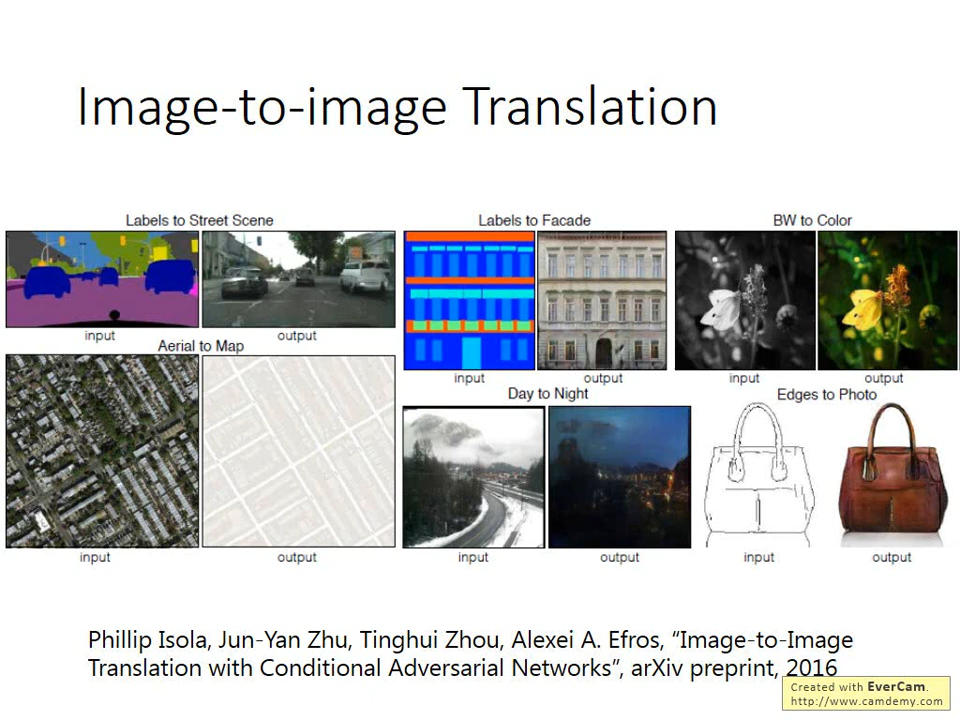 Image-to-image Translation
Labels to Street Scene
Labels to Facade
BW to Color
input
output
input
output
input
output
Aerial to Map
Day to Night
Edges to Photo
input
output
input
output
input
output
Phillip Isola, Jun-Yan Zhu, Tinghui Zhou, Alexei A. Efros, “Image-to-Image
Translation with Conditional Adversarial Networks”, arXiv preprint, 2016
Created with EverCam.
http://www.camdemy.com